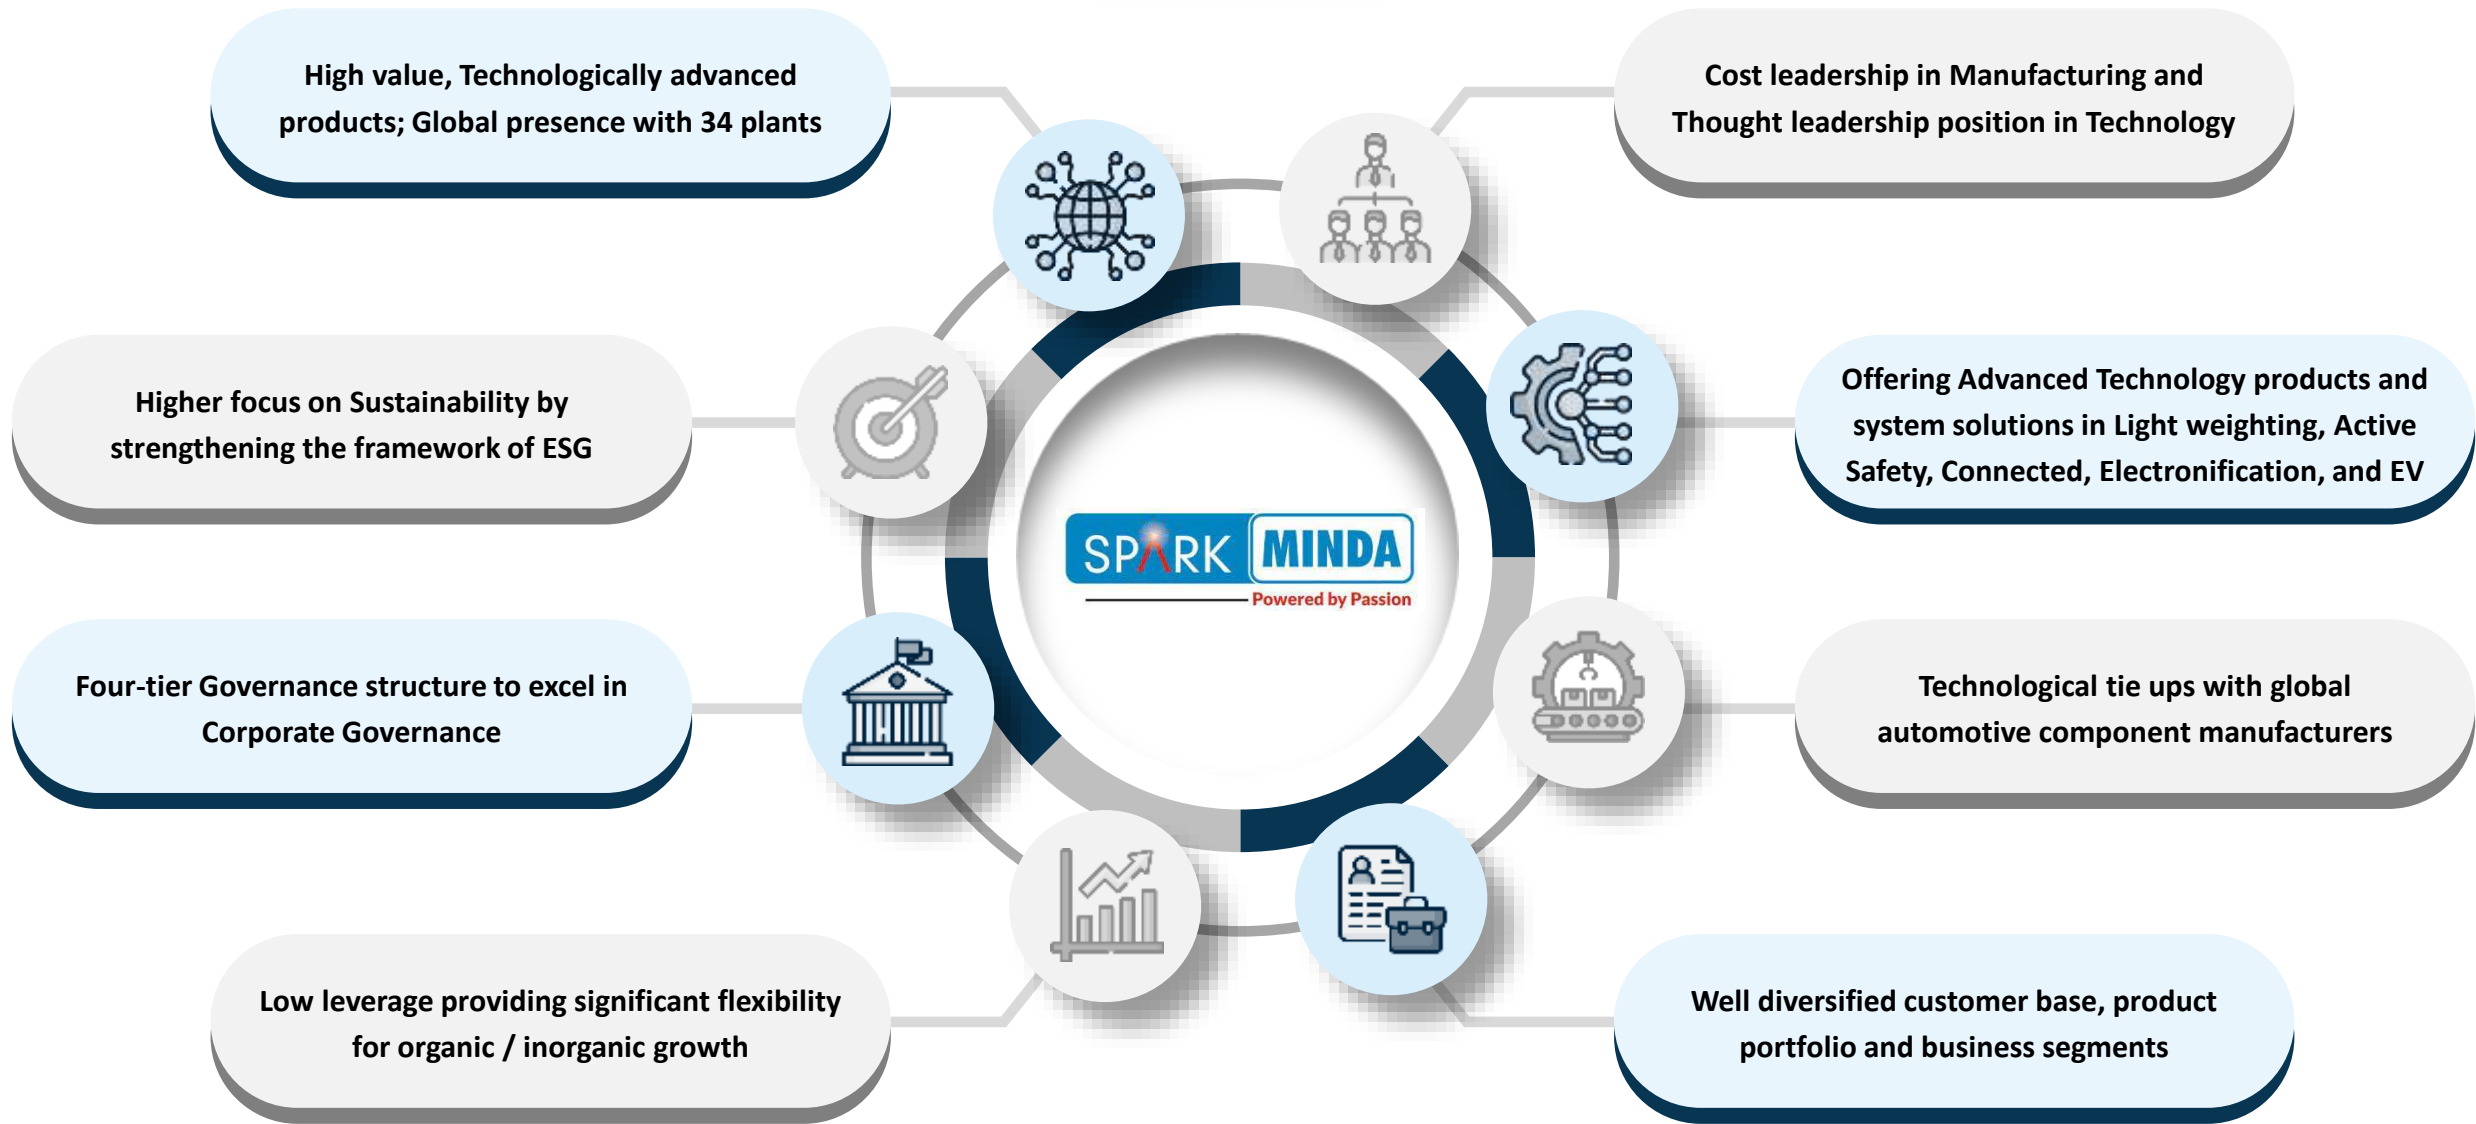 High value, Technologically advanced
products; Global presence with 34 plants
Cost leadership in Manufacturing and
Thought leadership position in Technology
Higher focus on Sustainability by
strengthening the framework of ESG
Offering Advanced Technology products and
system solutions in Light weighting, Active
Safety, Connected, Electronification, and EV
SPARK MINDA
Powered by Passion
Four-tier Governance structure to excel in
Corporate Governance
Technological tie ups with global
automotive component manufacturers
Low leverage providing significant flexibility
for organic / inorganic growth
Well diversified customer base, product
portfolio and business segments